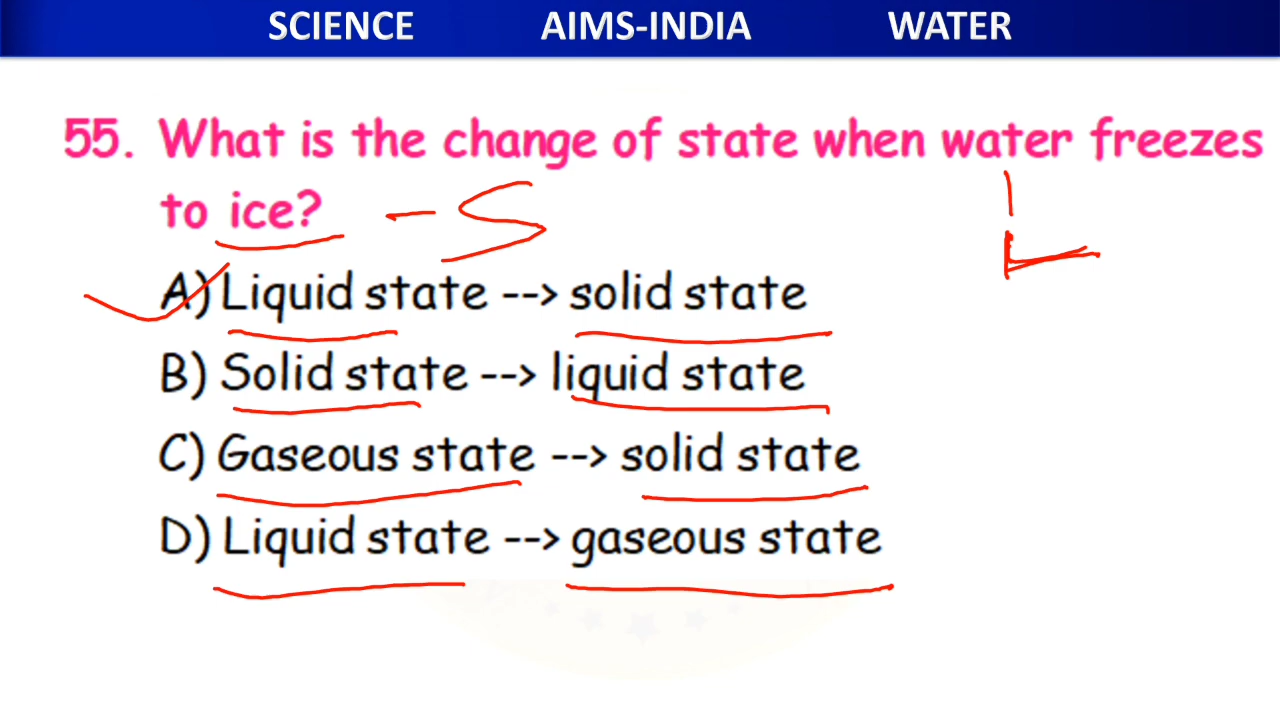 SCIENCE AIMS-INDIA WATER
55. What is the change of state when water freezes
to ice? - S L
A) Liquid state --> solid state
B) Solid state --> liquid state
C) Gaseous state --> solid state
D) Liquid state --> gaseous state